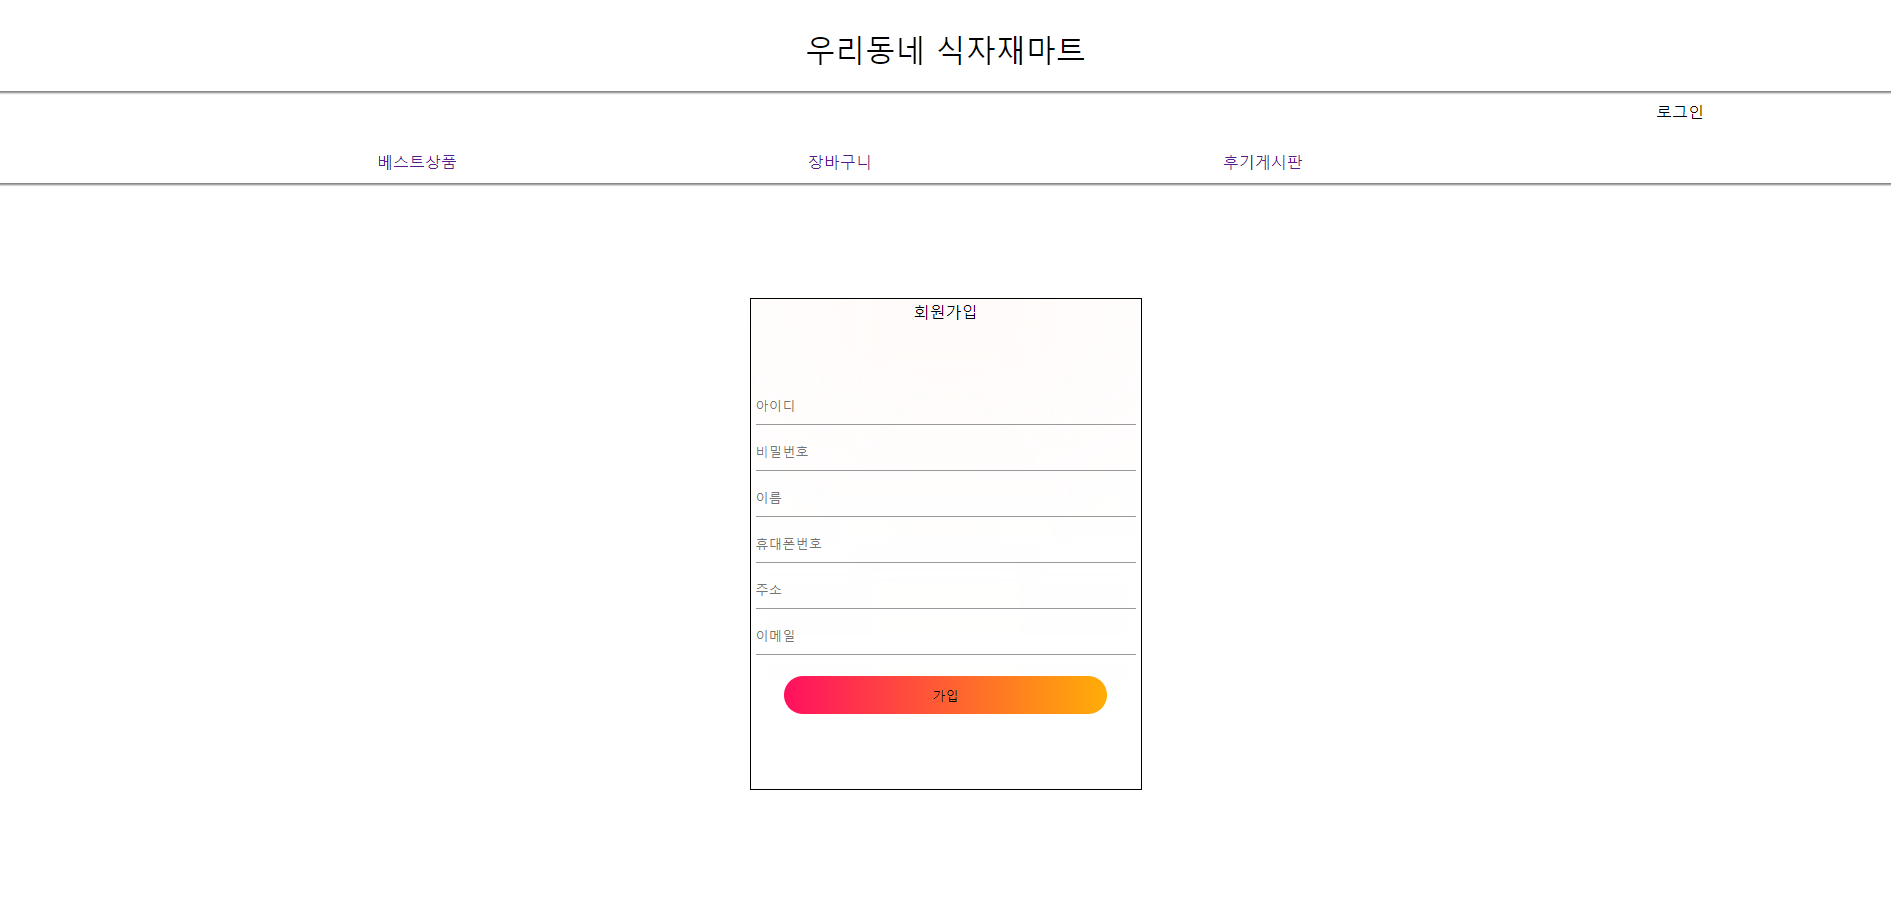 우리동네 식자재마트
로그인
베스트상품 장바구니 후기게시판
회원가입
아이디
비밀번호
이름
휴대폰번호
주소
이메일
가입